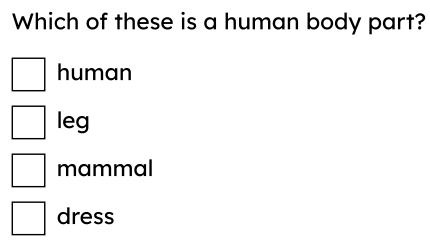 Which of these is a human body part?
human
leg
mammal
dress